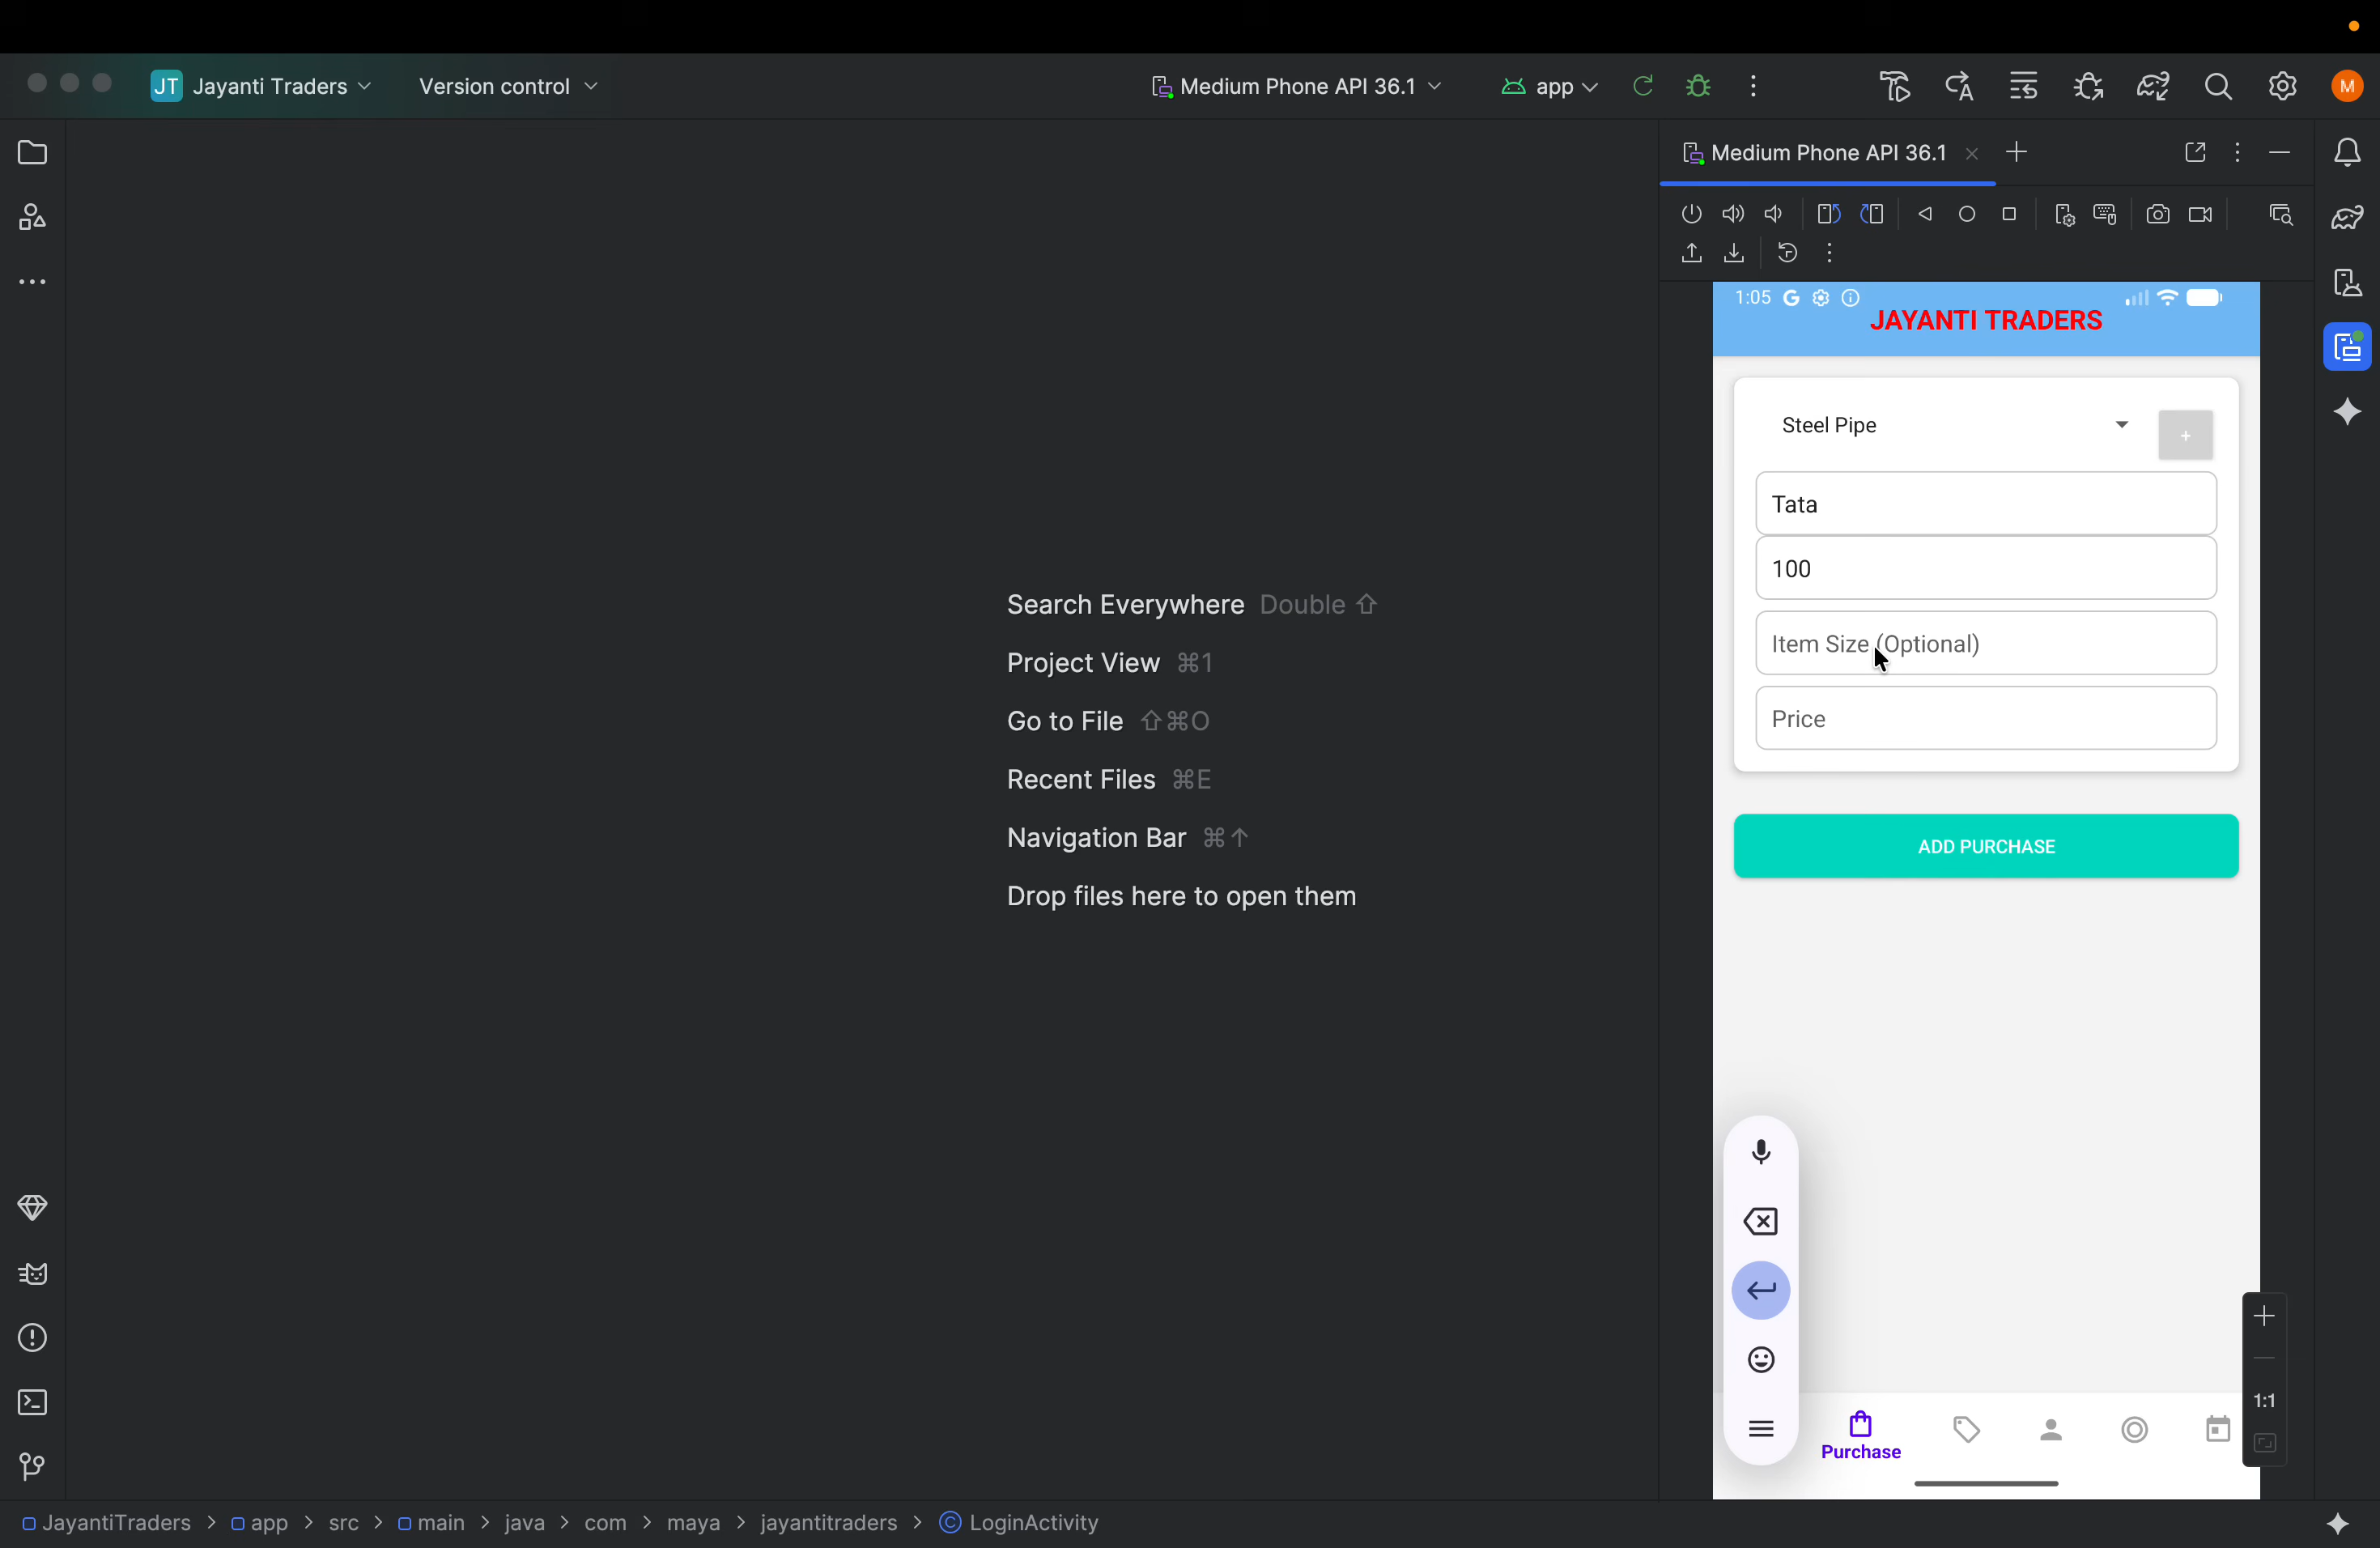 M
JT Jayanti Traders
Version control
Medium Phone API 36.1
app
Medium Phone API 36.1
1:05 G
JAYANTI TRADERS
Steel Pipe
+
Tata
100
Item Size (Optional)
Price
ADD PURCHASE
Search Everywhere Double ⇧
Project View ⌘1
Go to File ⇧⌘O
Recent Files ⌘E
Navigation Bar ⌘↑
Drop files here to open them
1:1
Purchase
JayantiTraders > app > src > main > java > com > maya > jayantitraders > © LoginActivity